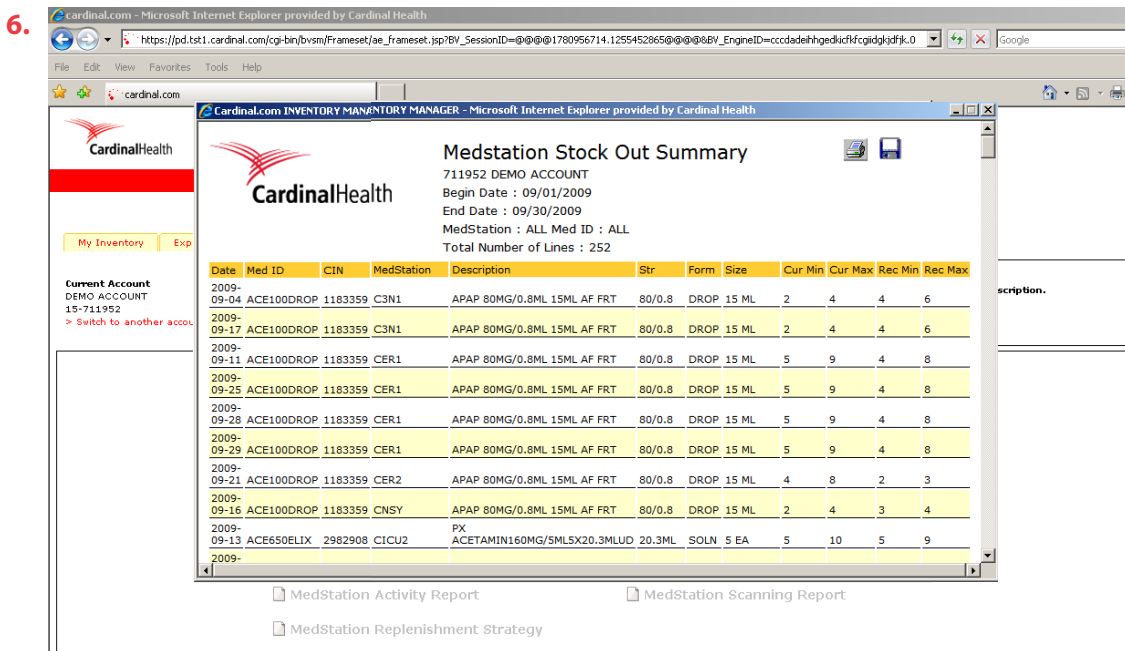 6.
cardinal.com - Microsoft Internet Explorer provided by Cardinal Health
https://pd.tst1.cardinal.com/cgi-bin/bvsm/Frameset/ae_frameset.jsp?BV_SessionID=@@@@1780956714.1255452865@@@@&BV_EngineID=cccdadeihhgedkicfkfcgiidgkjdfjk.0
Google
File Edit View Favorites Tools Help
cardinal.com
Cardinal.com INVENTORY MANAGER - Microsoft Internet Explorer provided by Cardinal Health
CardinalHealth
My Inventory Exp
Current Account
DEMO ACCOUNT
15-711952
> Switch to another accou
scription.
CardinalHealth
Medstation Stock Out Summary
711952 DEMO ACCOUNT
Begin Date : 09/01/2009
End Date : 09/30/2009
MedStation : ALL Med ID : ALL
Total Number of Lines : 252
Date Med ID CIN MedStation Description Str Form Size Cur Min Cur Max Rec Min Rec Max
2009-
09-04 ACE100DROP 1183359 C3N1 APAP 80MG/0.8ML 15ML AF FRT 80/0.8 DROP 15 ML 2 4 4 6
2009-
09-17 ACE100DROP 1183359 C3N1 APAP 80MG/0.8ML 15ML AF FRT 80/0.8 DROP 15 ML 2 4 4 6
2009-
09-11 ACE100DROP 1183359 CER1 APAP 80MG/0.8ML 15ML AF FRT 80/0.8 DROP 15 ML 5 9 4 8
2009-
09-25 ACE100DROP 1183359 CER1 APAP 80MG/0.8ML 15ML AF FRT 80/0.8 DROP 15 ML 5 9 4 8
2009-
09-28 ACE100DROP 1183359 CER1 APAP 80MG/0.8ML 15ML AF FRT 80/0.8 DROP 15 ML 5 9 4 8
2009-
09-29 ACE100DROP 1183359 CER1 APAP 80MG/0.8ML 15ML AF FRT 80/0.8 DROP 15 ML 5 9 4 8
2009-
09-21 ACE100DROP 1183359 CER2 APAP 80MG/0.8ML 15ML AF FRT 80/0.8 DROP 15 ML 4 8 2 3
2009-
09-16 ACE100DROP 1183359 CNSY APAP 80MG/0.8ML 15ML AF FRT 80/0.8 DROP 15 ML 2 4 3 4
2009- PX
09-13 ACE650ELIX 2982908 CICU2 ACETAMIN160MG/5ML5X20.3MLUD 20.3ML SOLN 5 EA 5 10 5 9
2009-
MedStation Activity Report MedStation Scanning Report
MedStation Replenishment Strategy